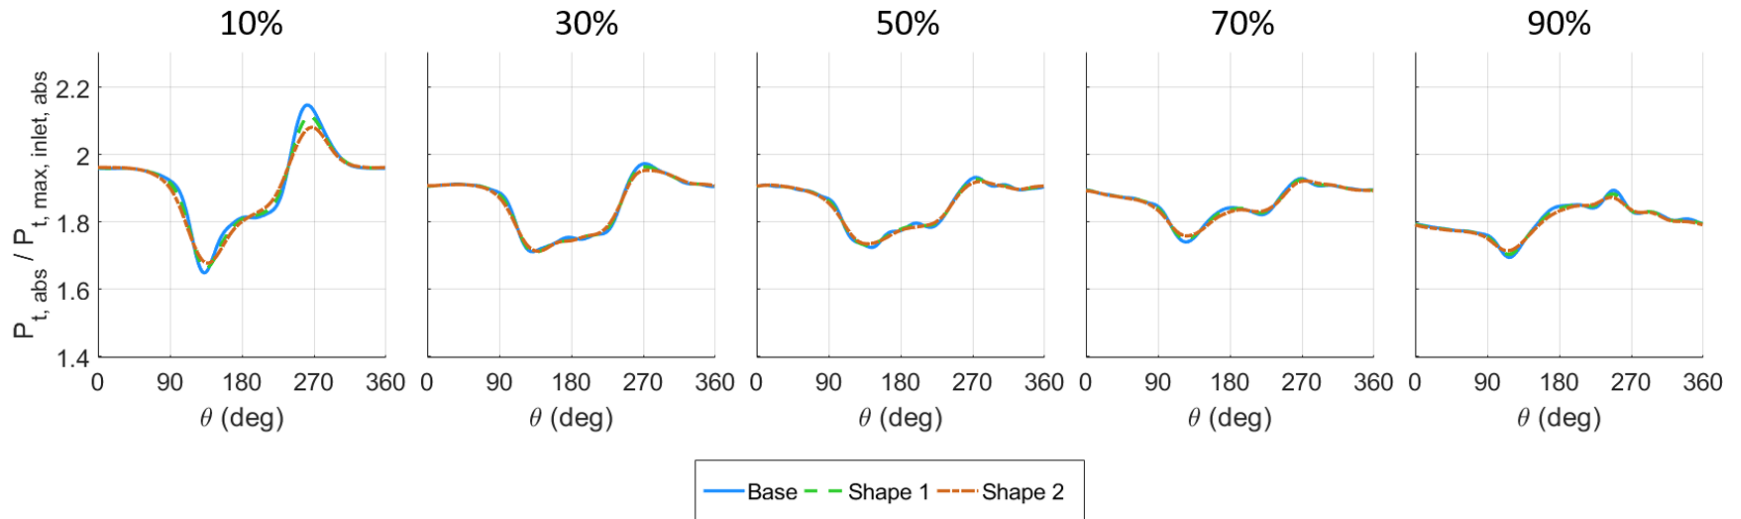 10% 30% 50% 70% 90%
P t, abs / P t, max, inlet, abs
2.2
2
1.8
1.6
1.4
0 90 180 270 360 0 90 180 270 360 0 90 180 270 360 0 90 180 270 360 0 90 180 270 360
θ (deg) θ (deg) θ (deg) θ (deg) θ (deg)
Base Shape 1 Shape 2